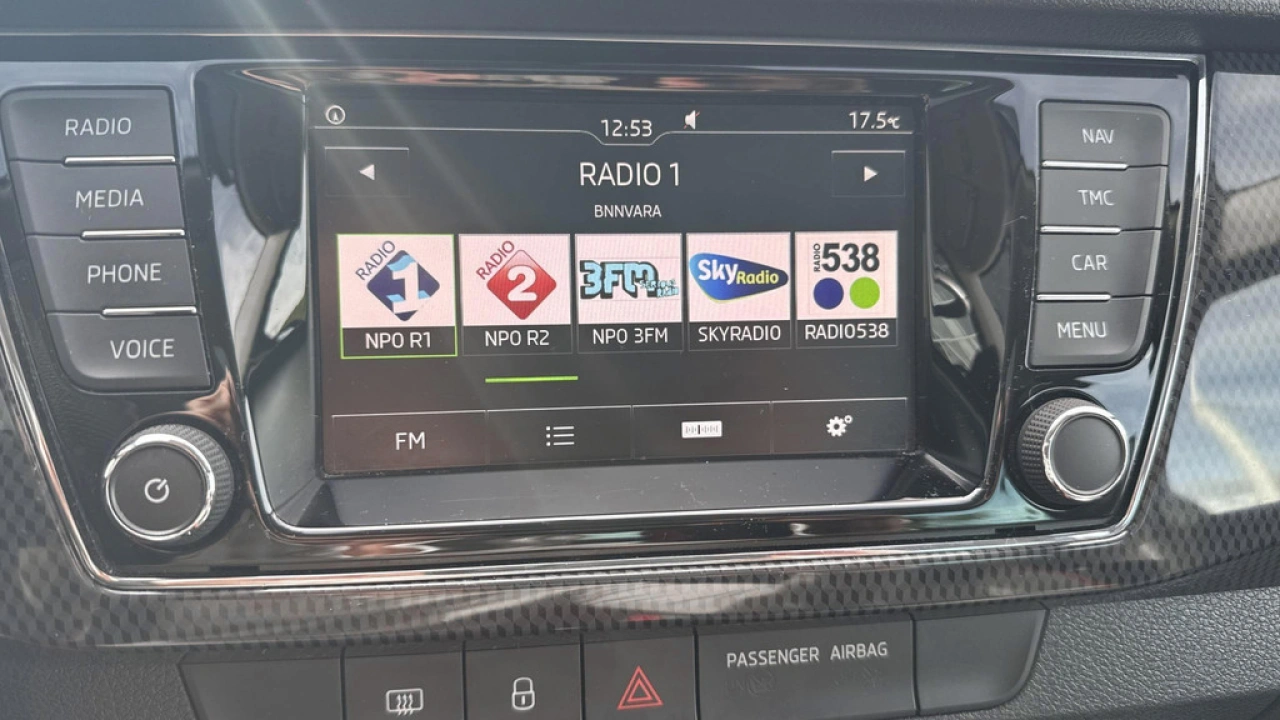 RADIO
MEDIA
PHONE
VOICE
12:53
17.5°C
RADIO 1
BNNVARA
RADIO 1
NPO R1
RADIO 2
NPO R2
3FM
NPO 3FM
Sky Radio
SKYRADIO
RADIO 538
RADIO538
FM
NAV
TMC
CAR
MENU
PASSENGER AIRBAG